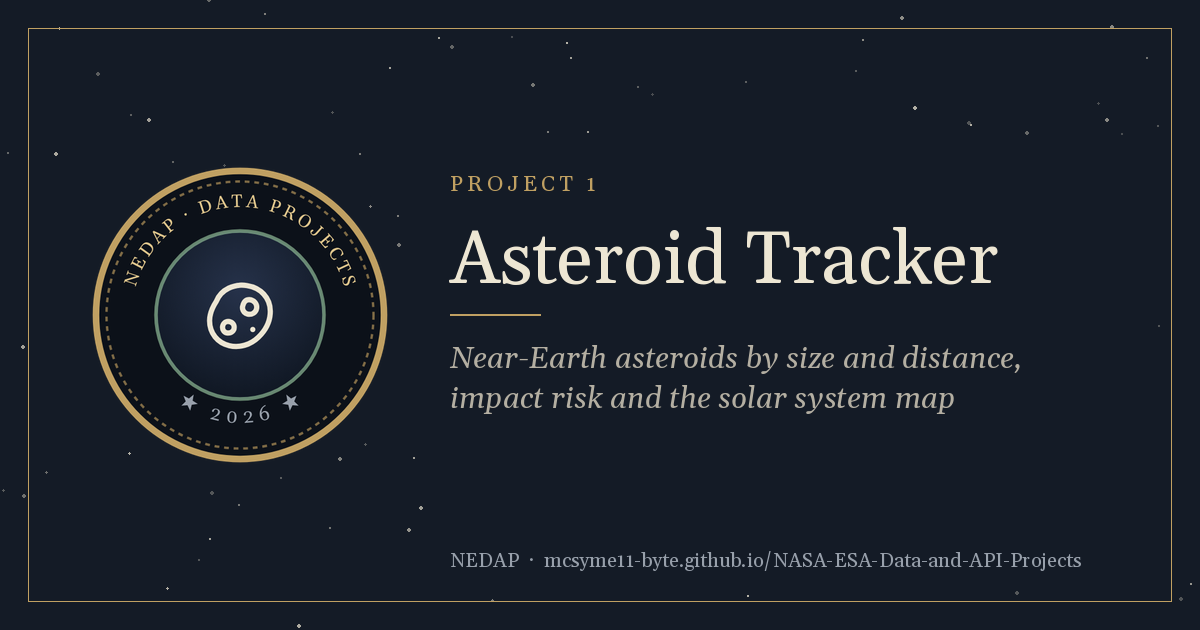 NEDAP · DATA PROJECTS
★ 2026 ★
PROJECT 1
Asteroid Tracker
Near-Earth asteroids by size and distance,
impact risk and the solar system map
NEDAP · mcsyme11-byte.github.io/NASA-ESA-Data-and-API-Projects